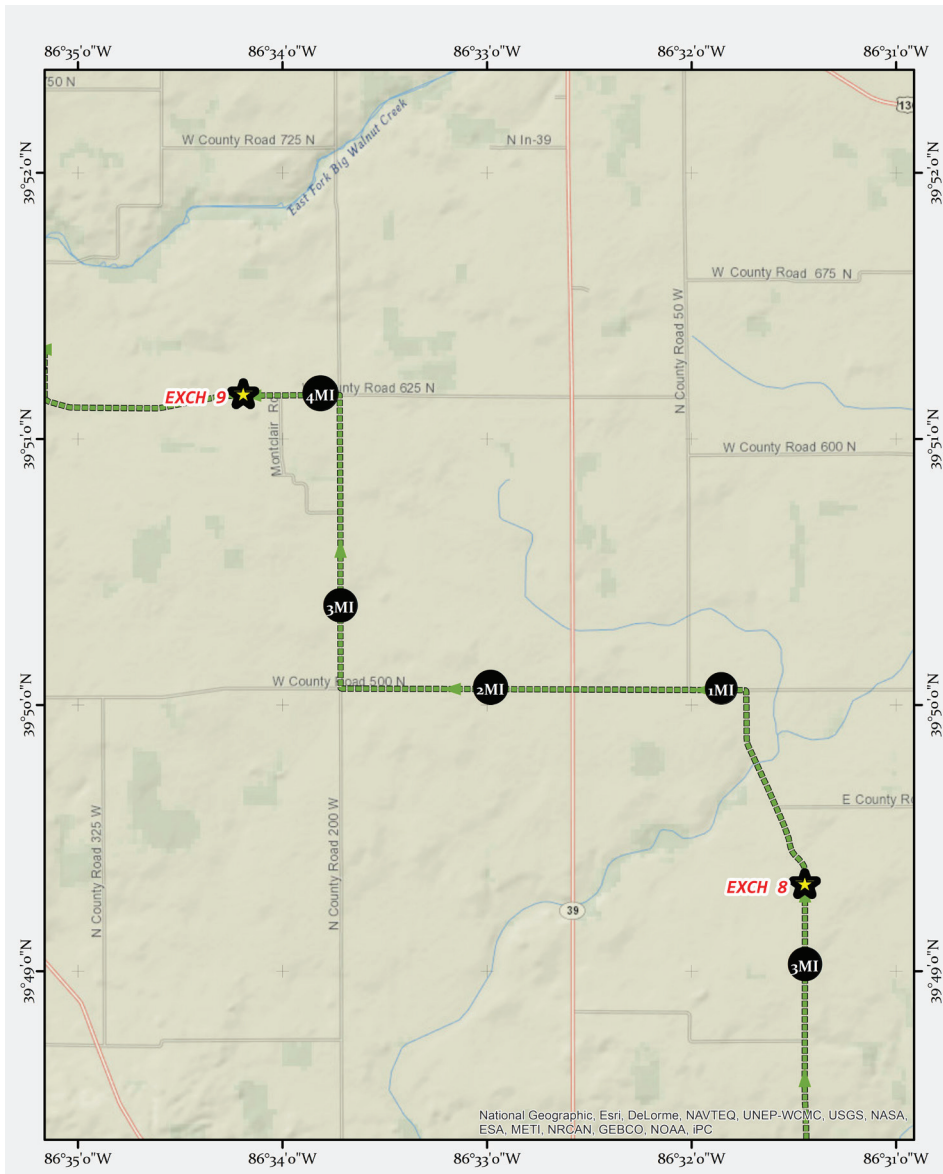 86°35'0"W 86°34'0"W 86°33'0"W 86°32'0"W 86°31'0"W
50 N
W County Road 725 N
East Fork Big Walnut Creek
N In-39
39°52'0"N
39°52'0"N
W County Road 675 N
N County Road 50 W
EXCH 9
4MI
County Road 625 N
Montclair Rd
39°51'0"N
39°51'0"N
W County Road 600 N
3MI
W County Road 500 N
2MI
1MI
39°50'0"N
39°50'0"N
N County Road 325 W
N County Road 200 W
E County
EXCH 8
39
3MI
39°49'0"N
39°49'0"N
National Geographic, Esri, DeLorme, NAVTEQ, UNEP-WCMC, USGS, NASA,
ESA, METI, NRCAN, GEBCO, NOAA, iPC
86°35'0"W 86°34'0"W 86°33'0"W 86°32'0"W 86°31'0"W